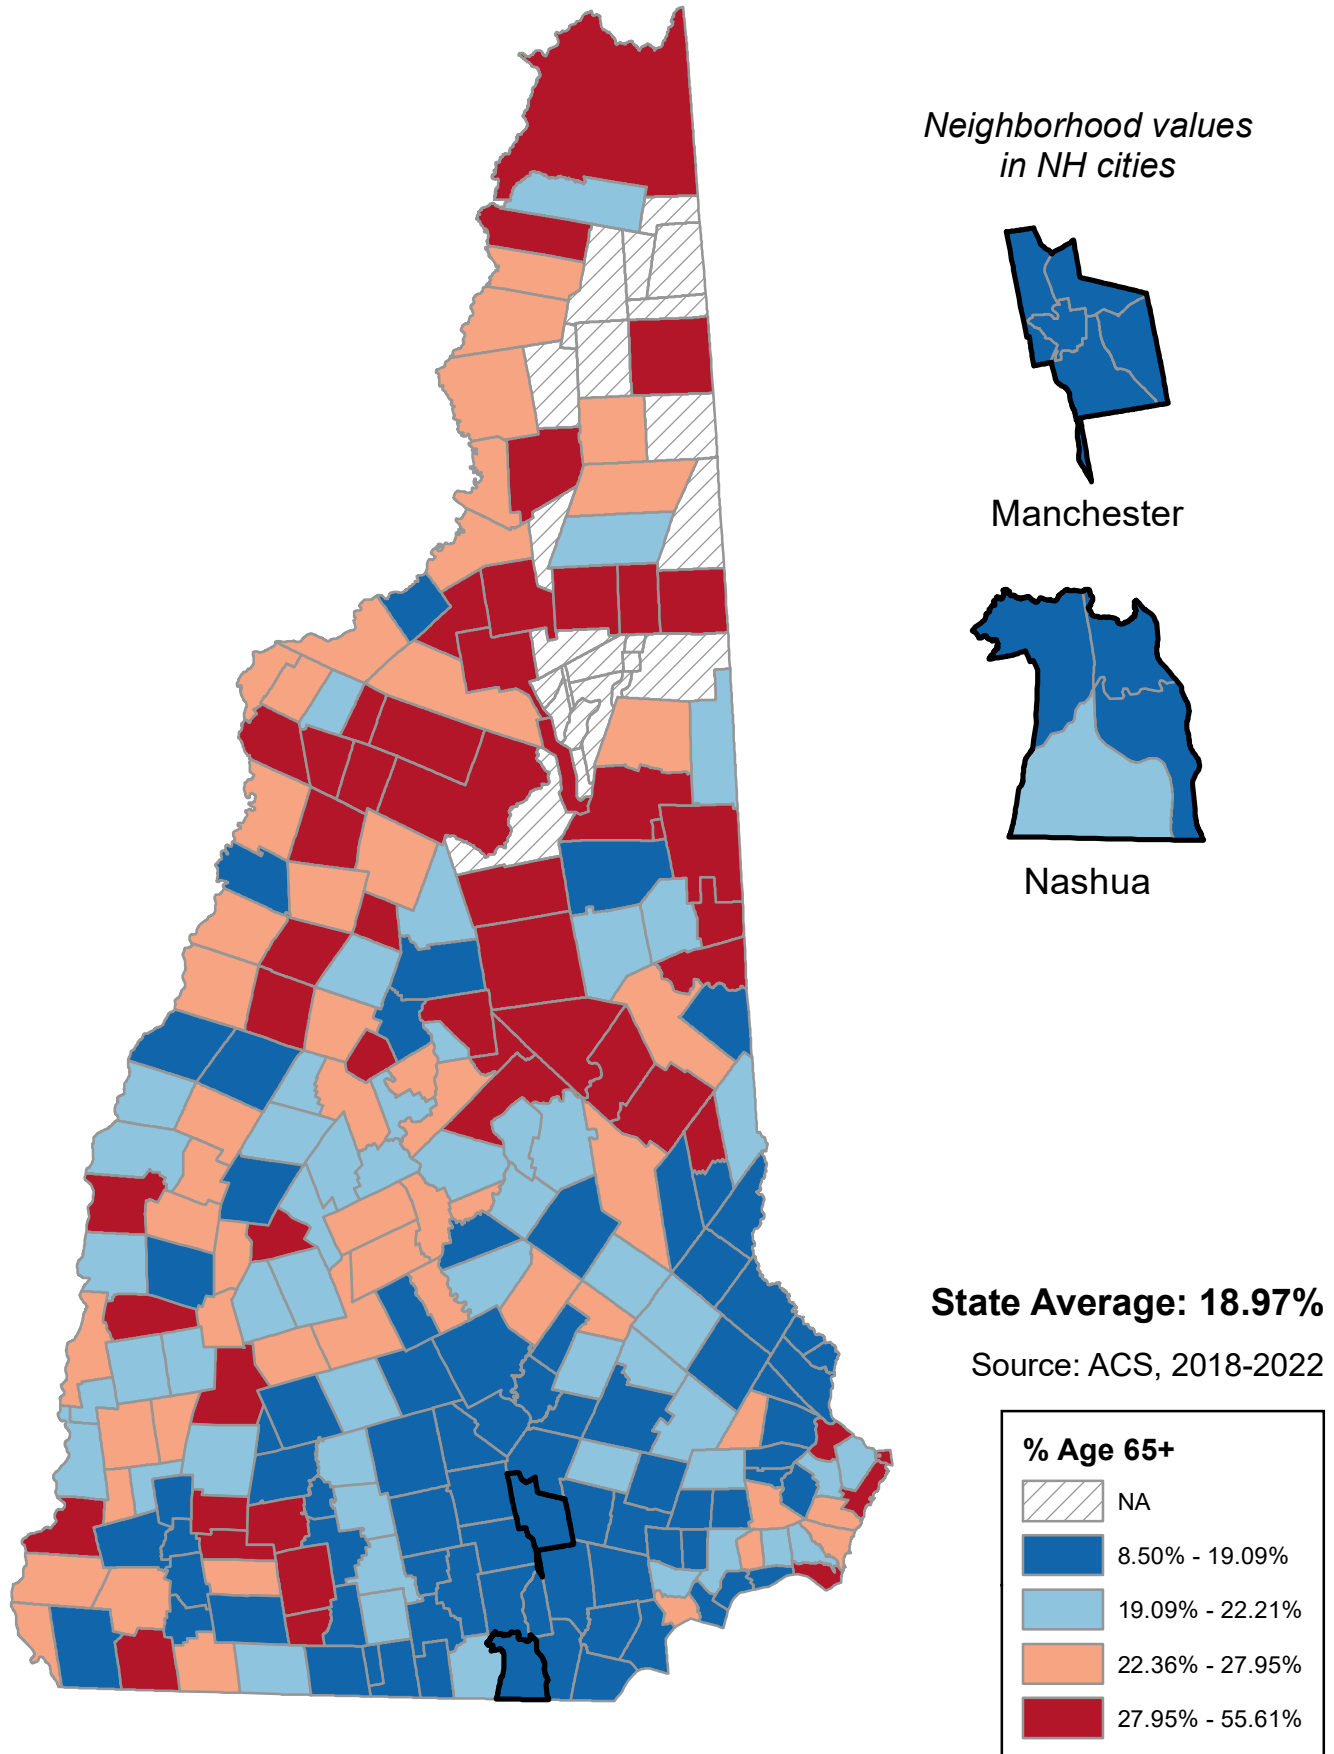 Neighborhood values
in NH cities
Manchester
Nashua
State Average: 18.97%
Source: ACS, 2018-2022
% Age 65+
NA
8.50% - 19.09%
19.09% - 22.21%
22.36% - 27.95%
27.95% - 55.61%